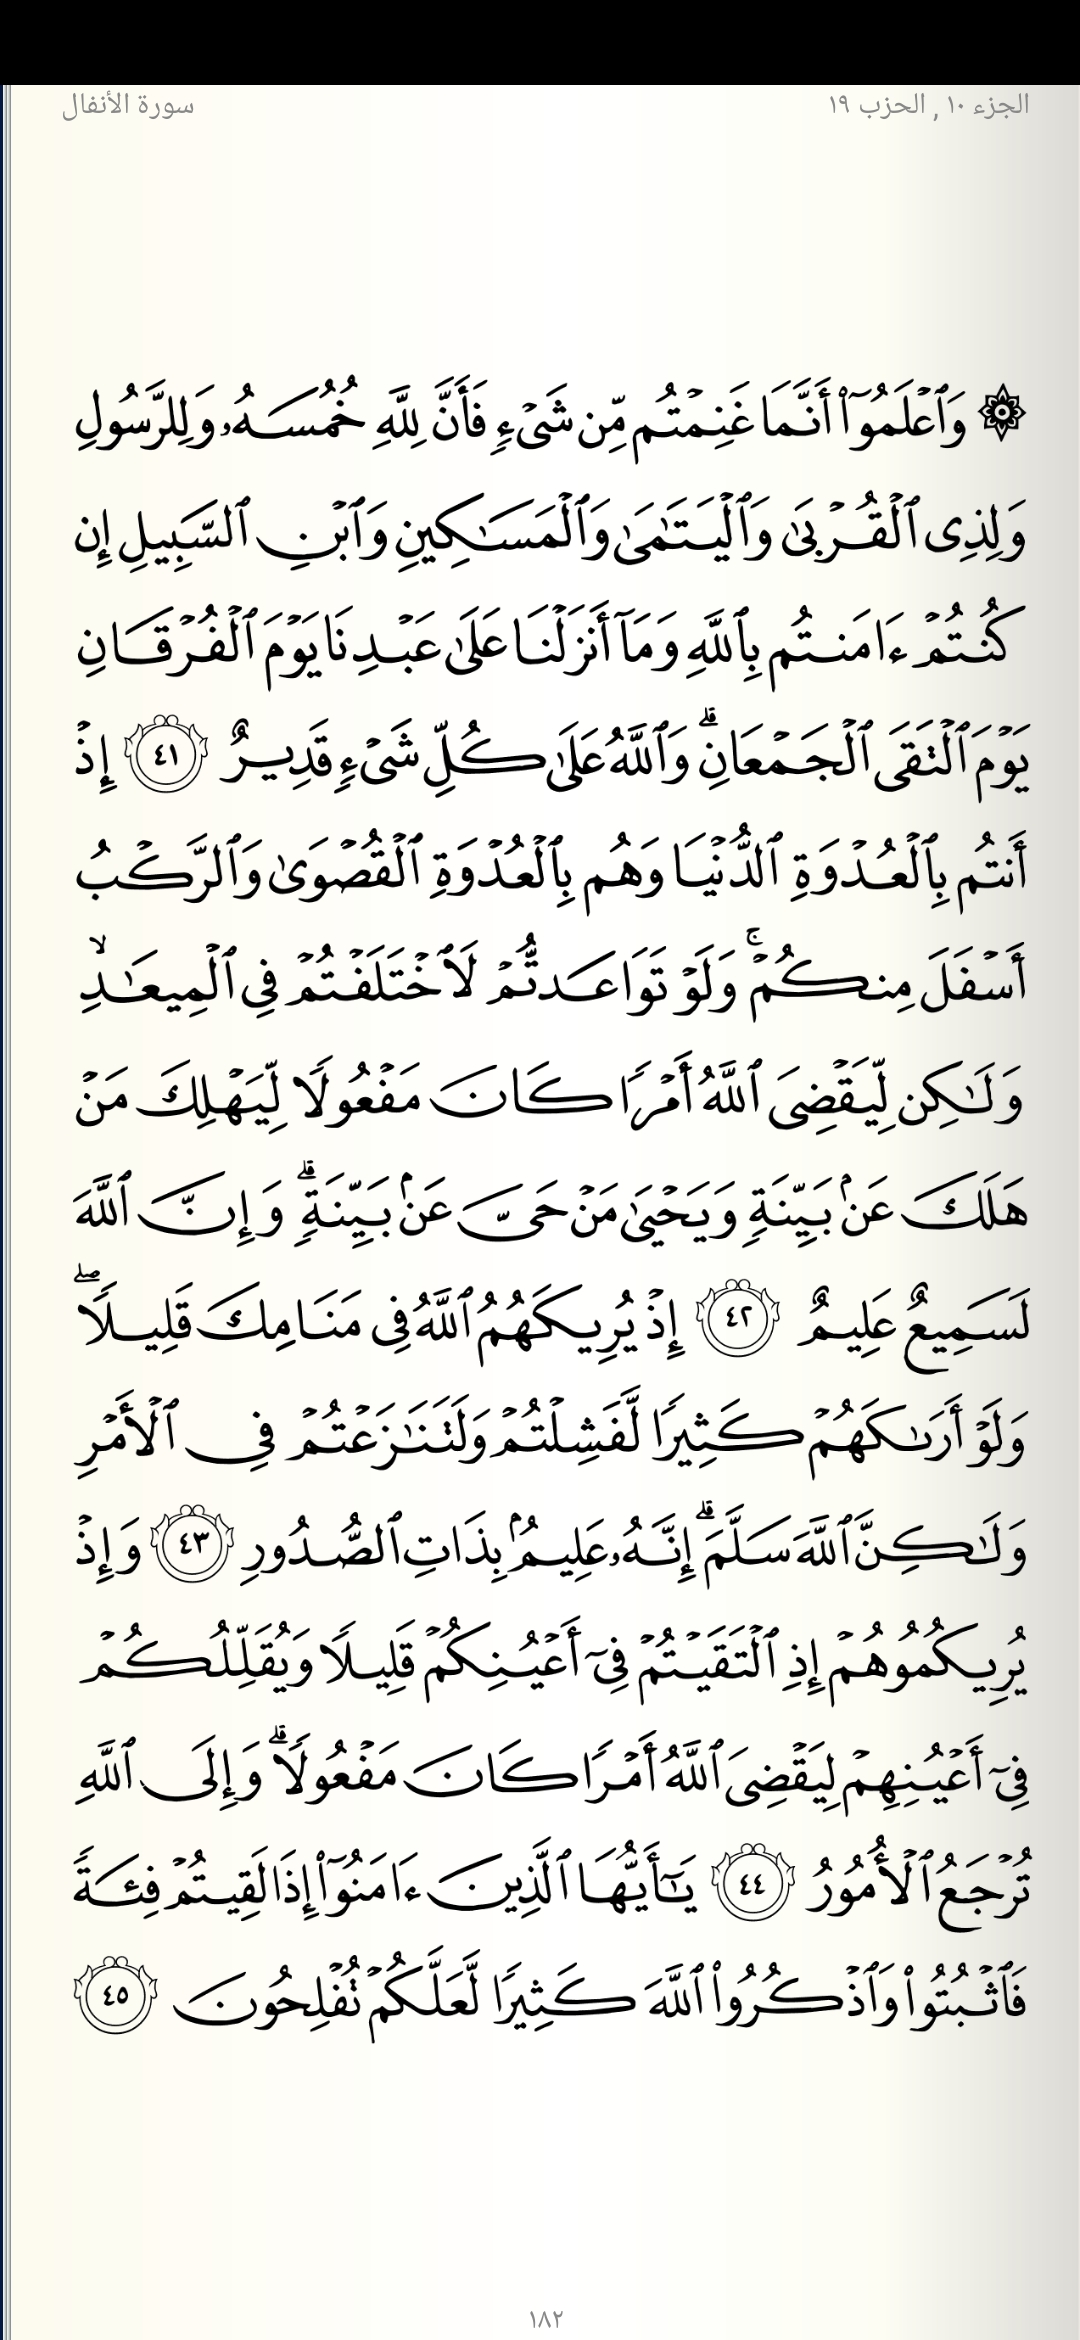 الجزء ١٠ , الحزب ١٩
سورة الأنفال
۞ وَٱعۡلَمُوٓاْ أَنَّمَا غَنِمۡتُم مِّن شَيۡءٖ فَأَنَّ لِلَّهِ خُمُسَهُۥ وَلِلرَّسُولِ
وَلِذِي ٱلۡقُرۡبَىٰ وَٱلۡيَتَٰمَىٰ وَٱلۡمَسَٰكِينِ وَٱبۡنِ ٱلسَّبِيلِ إِن
كُنتُمۡ ءَامَنتُم بِٱللَّهِ وَمَآ أَنزَلۡنَا عَلَىٰ عَبۡدِنَا يَوۡمَ ٱلۡفُرۡقَانِ
يَوۡمَ ٱلۡتَقَى ٱلۡجَمۡعَانِۗ وَٱللَّهُ عَلَىٰ كُلِّ شَيۡءٖ قَدِيرٌ ٤١ إِذۡ
أَنتُم بِٱلۡعُدۡوَةِ ٱلدُّنۡيَا وَهُم بِٱلۡعُدۡوَةِ ٱلۡقُصۡوَىٰ وَٱلرَّكۡبُ
أَسۡفَلَ مِنكُمۡۚ وَلَوۡ تَوَاعَدتُّمۡ لَٱخۡتَلَفۡتُمۡ فِي ٱلۡمِيعَٰدِ ۙ
وَلَٰكِن لِّيَقۡضِيَ ٱللَّهُ أَمۡرٗا كَانَ مَفۡعُولٗا لِّيَهۡلِكَ مَنۡ
هَلَكَ عَنۢ بَيِّنَةٖ وَيَحۡيَىٰ مَنۡ حَيَّ عَنۢ بَيِّنَةٖۗ وَإِنَّ ٱللَّهَ
لَسَمِيعٌ عَلِيمٌ ٤٢ إِذۡ يُرِيكَهُمُ ٱللَّهُ فِي مَنَامِكَ قَلِيلٗاۖ
وَلَوۡ أَرَىٰكَهُمۡ كَثِيرٗا لَّفَشِلۡتُمۡ وَلَتَنَٰزَعۡتُمۡ فِي ٱلۡأَمۡرِ
وَلَٰكِنَّ ٱللَّهَ سَلَّمَۗ إِنَّهُۥ عَلِيمُۢ بِذَاتِ ٱلصُّدُورِ ٤٣ وَإِذۡ
يُرِيكُمُوهُمۡ إِذِ ٱلۡتَقَيۡتُمۡ فِيٓ أَعۡيُنِكُمۡ قَلِيلٗا وَيُقَلِّلُكُمۡ
فِيٓ أَعۡيُنِهِمۡ لِيَقۡضِيَ ٱللَّهُ أَمۡرٗا كَانَ مَفۡعُولٗاۗ وَإِلَى ٱللَّهِ
تُرۡجَعُ ٱلۡأُمُورُ ٤٤ يَٰٓأَيُّهَا ٱلَّذِينَ ءَامَنُوٓاْ إِذَا لَقِيتُمۡ فِئَةٗ
فَٱثۡبُتُواْ وَٱذۡكُرُواْ ٱللَّهَ كَثِيرٗا لَّعَلَّكُمۡ تُفۡلِحُونَ ٤٥
١٨٢